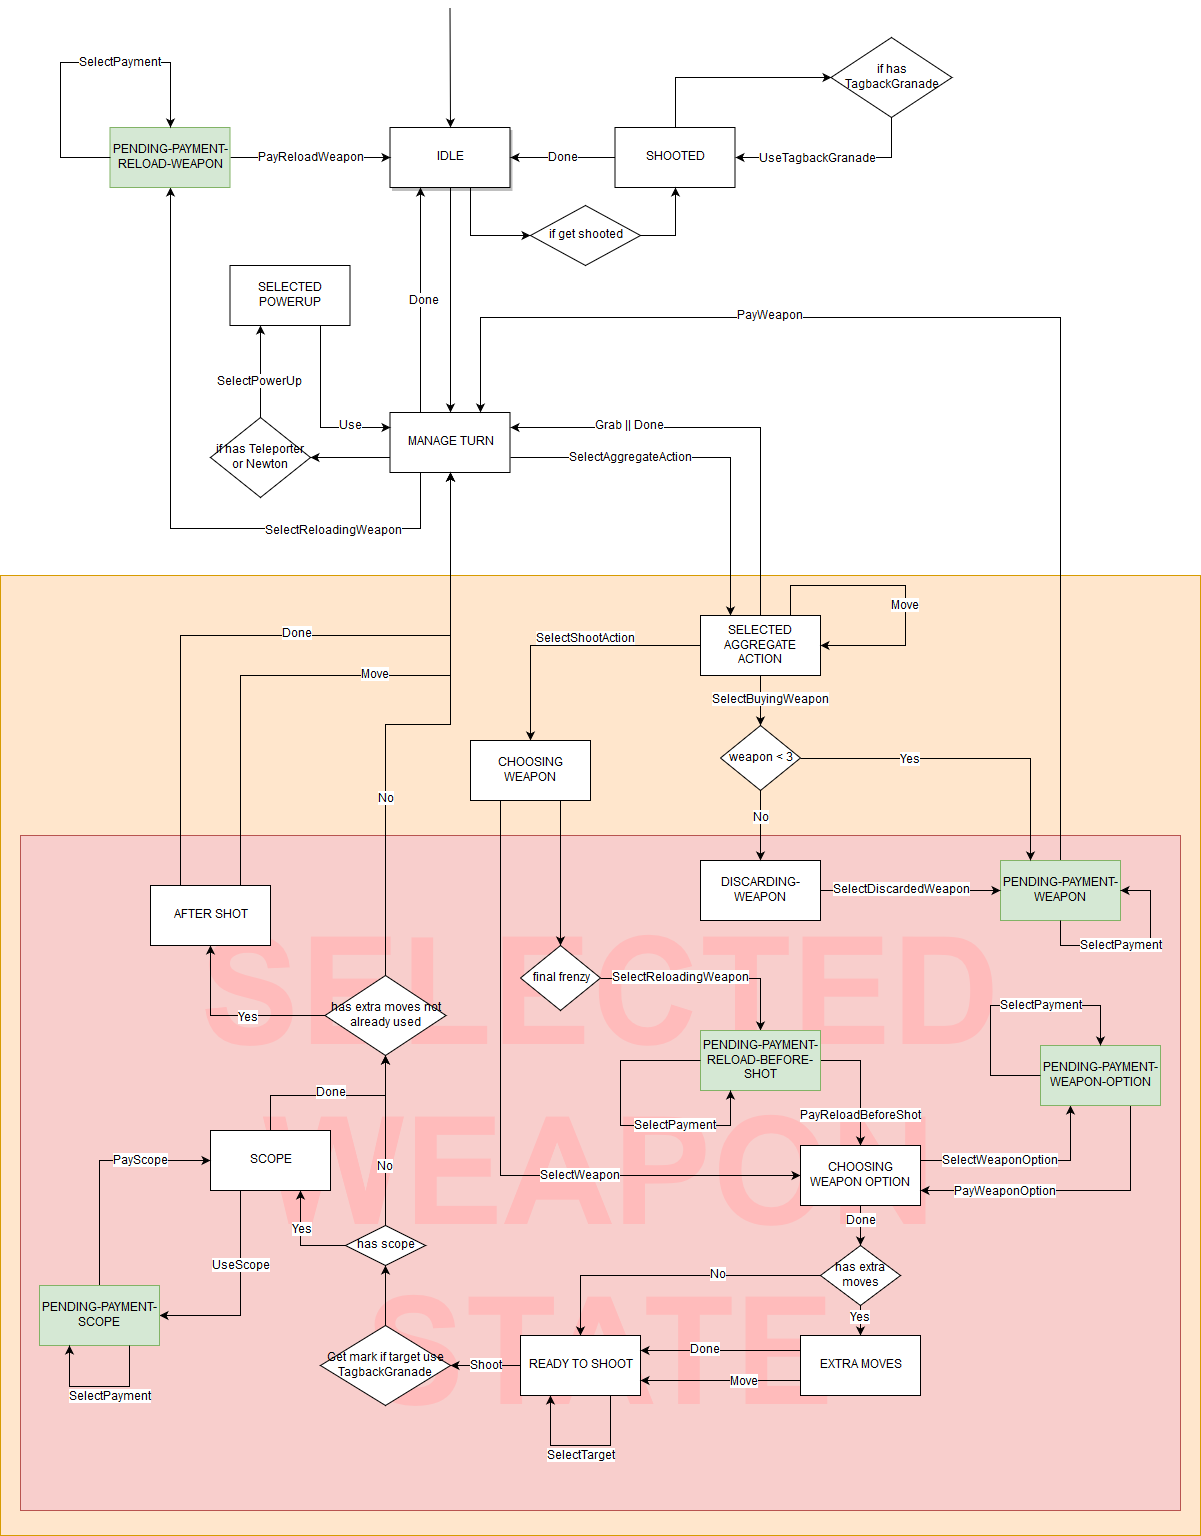 SelectPayment
if has
TagbackGranade
PENDING-PAYMENT-
RELOAD-WEAPON
PayReloadWeapon
IDLE
Done
SHOOTED
UseTagbackGranade
if get shooted
SELECTED
POWERUP
Done
PayWeapon
SelectPowerUp
Use
MANAGE TURN
Grab || Done
if has Teleporter
or Newton
SelectAggregateAction
SelectReloadingWeapon
Move
Done
SelectShootAction
SELECTED
AGGREGATE
ACTION
Move
SelectBuyingWeapon
CHOOSING
WEAPON
weapon < 3
Yes
No
No
AFTER SHOT
DISCARDING-
WEAPON
SelectDiscardedWeapon
PENDING-PAYMENT-
WEAPON
SelectPayment
SELECTED
final frenzy
SelectReloadingWeapon
has extra moves not
already used
Yes
PENDING-PAYMENT-
RELOAD-BEFORE-
SHOT
SelectPayment
PENDING-PAYMENT-
WEAPON-OPTION
Done
SelectPayment
PayReloadBeforeShot
WEAPON
PayScope
SCOPE
No
SelectWeapon
CHOOSING
WEAPON OPTION
SelectWeaponOption
PayWeaponOption
Yes
has scope
Done
UseScope
No
has extra
moves
STATE
PENDING-PAYMENT-
SCOPE
Yes
Get mark if target use
TagbackGranade
Shoot
READY TO SHOOT
Done
Move
EXTRA MOVES
SelectPayment
SelectTarget